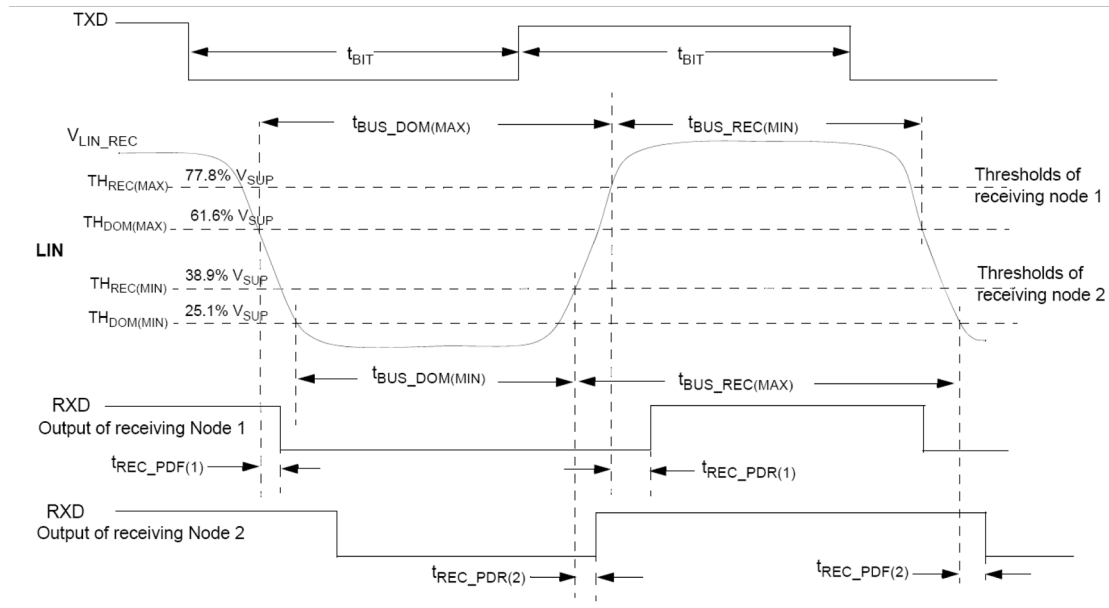 TXD
tBIT
tBIT
tBUS_DOM(MAX)
tBUS_REC(MIN)
VLIN_REC
THREC(MAX) 77.8% VSUP
Thresholds of
receiving node 1
THDOM(MAX) 61.6% VSUP
LIN
THREC(MIN) 38.9% VSUP
Thresholds of
receiving node 2
THDOM(MIN) 25.1% VSUP
tBUS_DOM(MIN)
tBUS_REC(MAX)
RXD
Output of receiving Node 1
tREC_PDF(1)
tREC_PDR(1)
RXD
Output of receiving Node 2
tREC_PDR(2)
tREC_PDF(2)